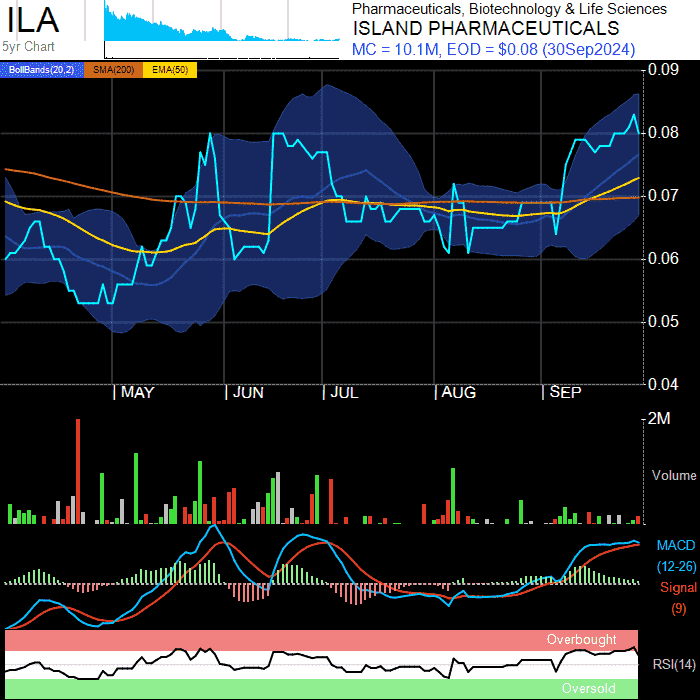 ILA
5yr Chart
Pharmaceuticals, Biotechnology & Life Sciences
ISLAND PHARMACEUTICALS
MC = 10.1M, EOD = $0.08 (30Sep2024)
BollBands(20,2) SMA(200) EMA(50)
0.09
0.08
0.07
0.06
0.05
0.04
MAY JUN JUL AUG SEP
2M
Volume
MACD
(12-26)
Signal
(9)
Overbought
RSI(14)
Oversold